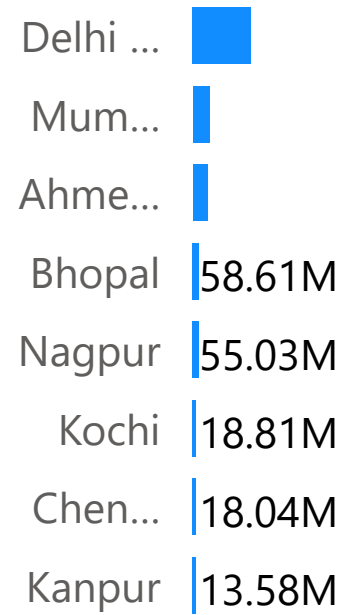 Delhi ...
Mum...
Ahme...
Bhopal 58.61M
Nagpur 55.03M
Kochi 18.81M
Chen... 18.04M
Kanpur 13.58M